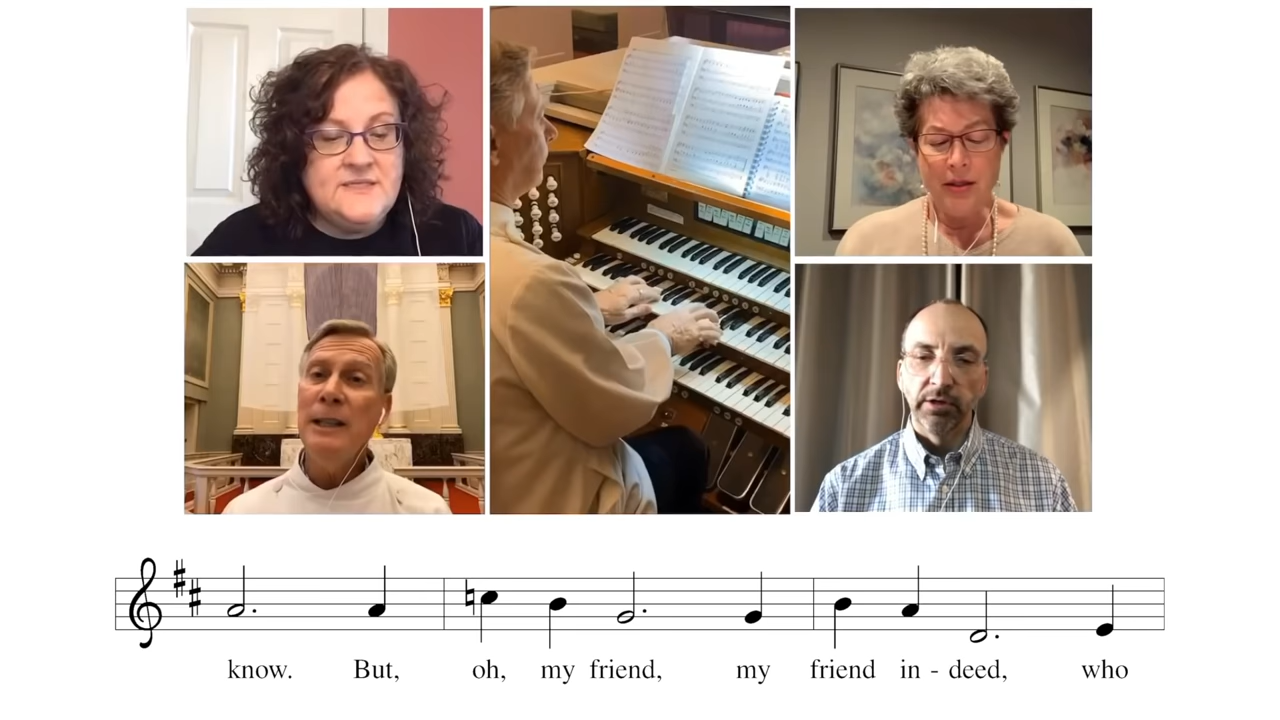 know. But, oh, my friend, my friend in - deed, who